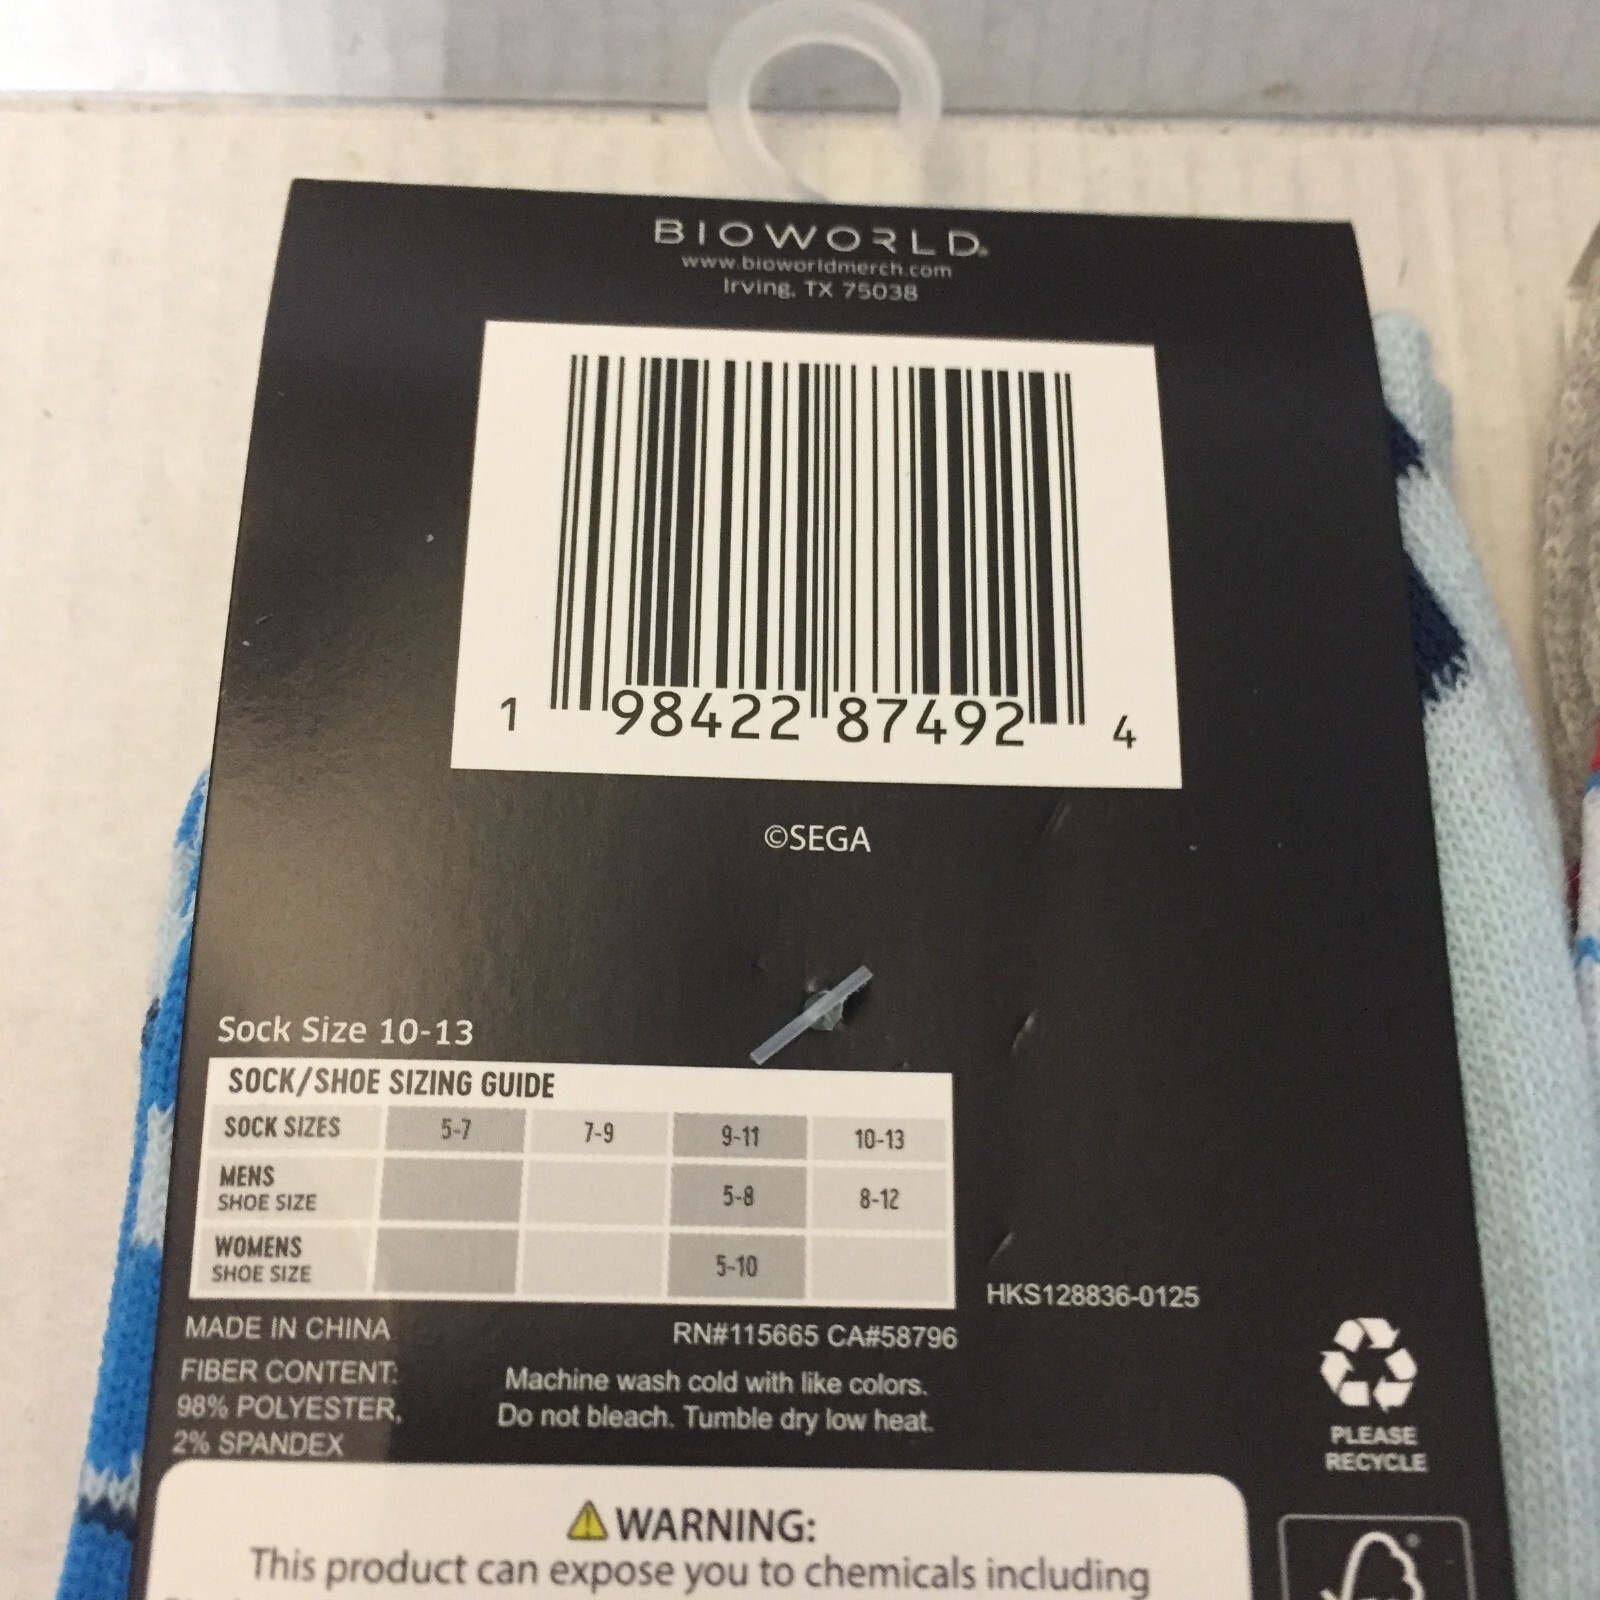 BIOWORLD.
www.bioworldmerch.com
Irving, TX 75038
1 98422 87492 4
©SEGA
Sock Size 10-13
SOCK/SHOE SIZING GUIDE
SOCK SIZES 5-7 7-9 9-11 10-13
MENS
SHOE SIZE 5-8 8-12
WOMENS
SHOE SIZE 5-10
HKS128836-0125
MADE IN CHINA
RN#115665 CA#58796
FIBER CONTENT:
98% POLYESTER,
2% SPANDEX
Machine wash cold with like colors.
Do not bleach. Tumble dry low heat.
PLEASE
RECYCLE
WARNING:
This product can expose you to chemicals including